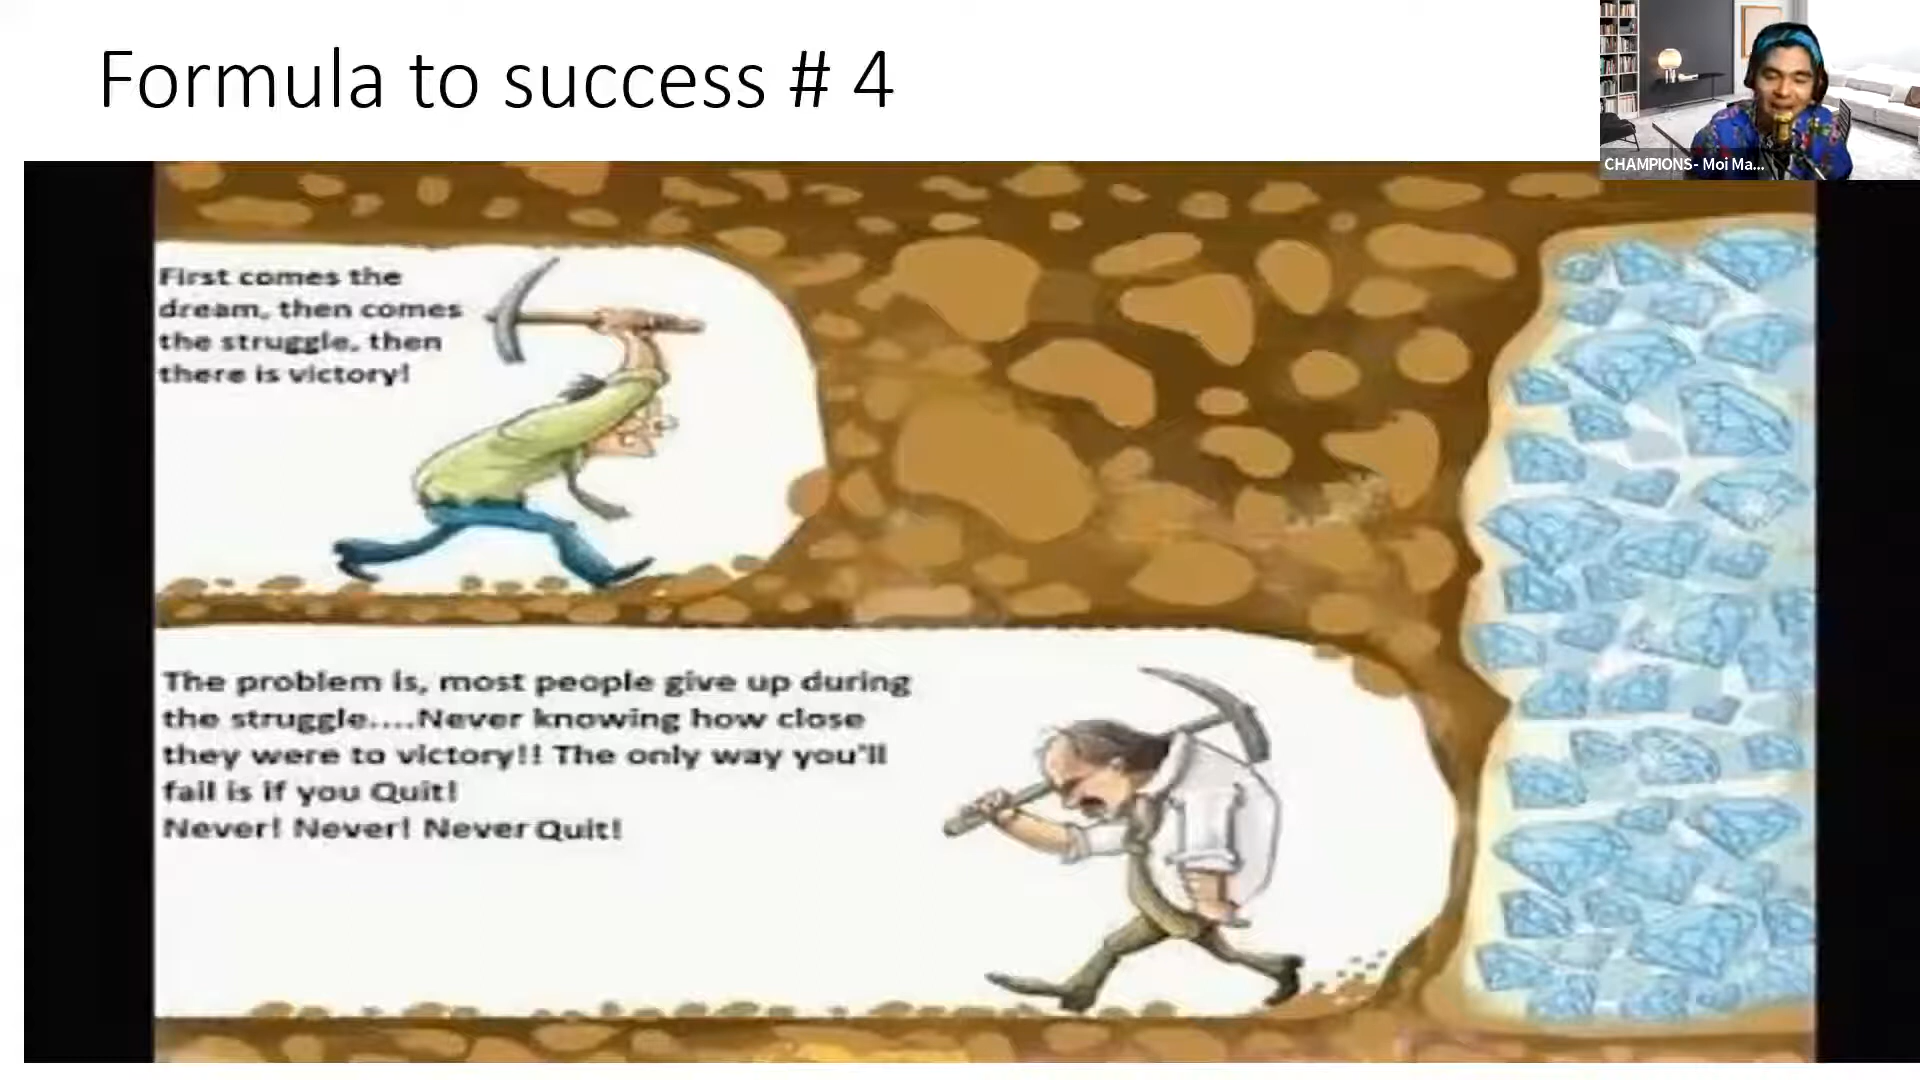 Formula to success # 4
CHAMPIONS- Moi Ma...
First comes the
dream, then comes
the struggle, then
there is victory!
The problem is, most people give up during
the struggle....Never knowing how close
they were to victory!! The only way you'll
fail is if you Quit!
Never! Never! Never Quit!